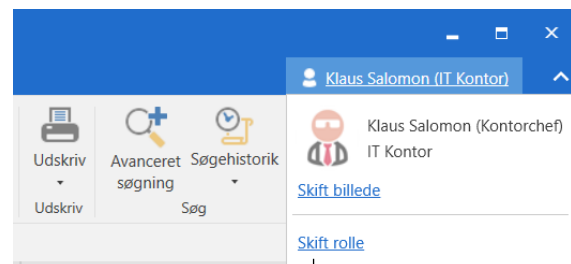 Klaus Salomon (IT Kontor)
Klaus Salomon (Kontorchef)
IT Kontor
Skift billede
Skift rolle
Udskriv
Avanceret søgning
Søgehistorik
Udskriv
Søg